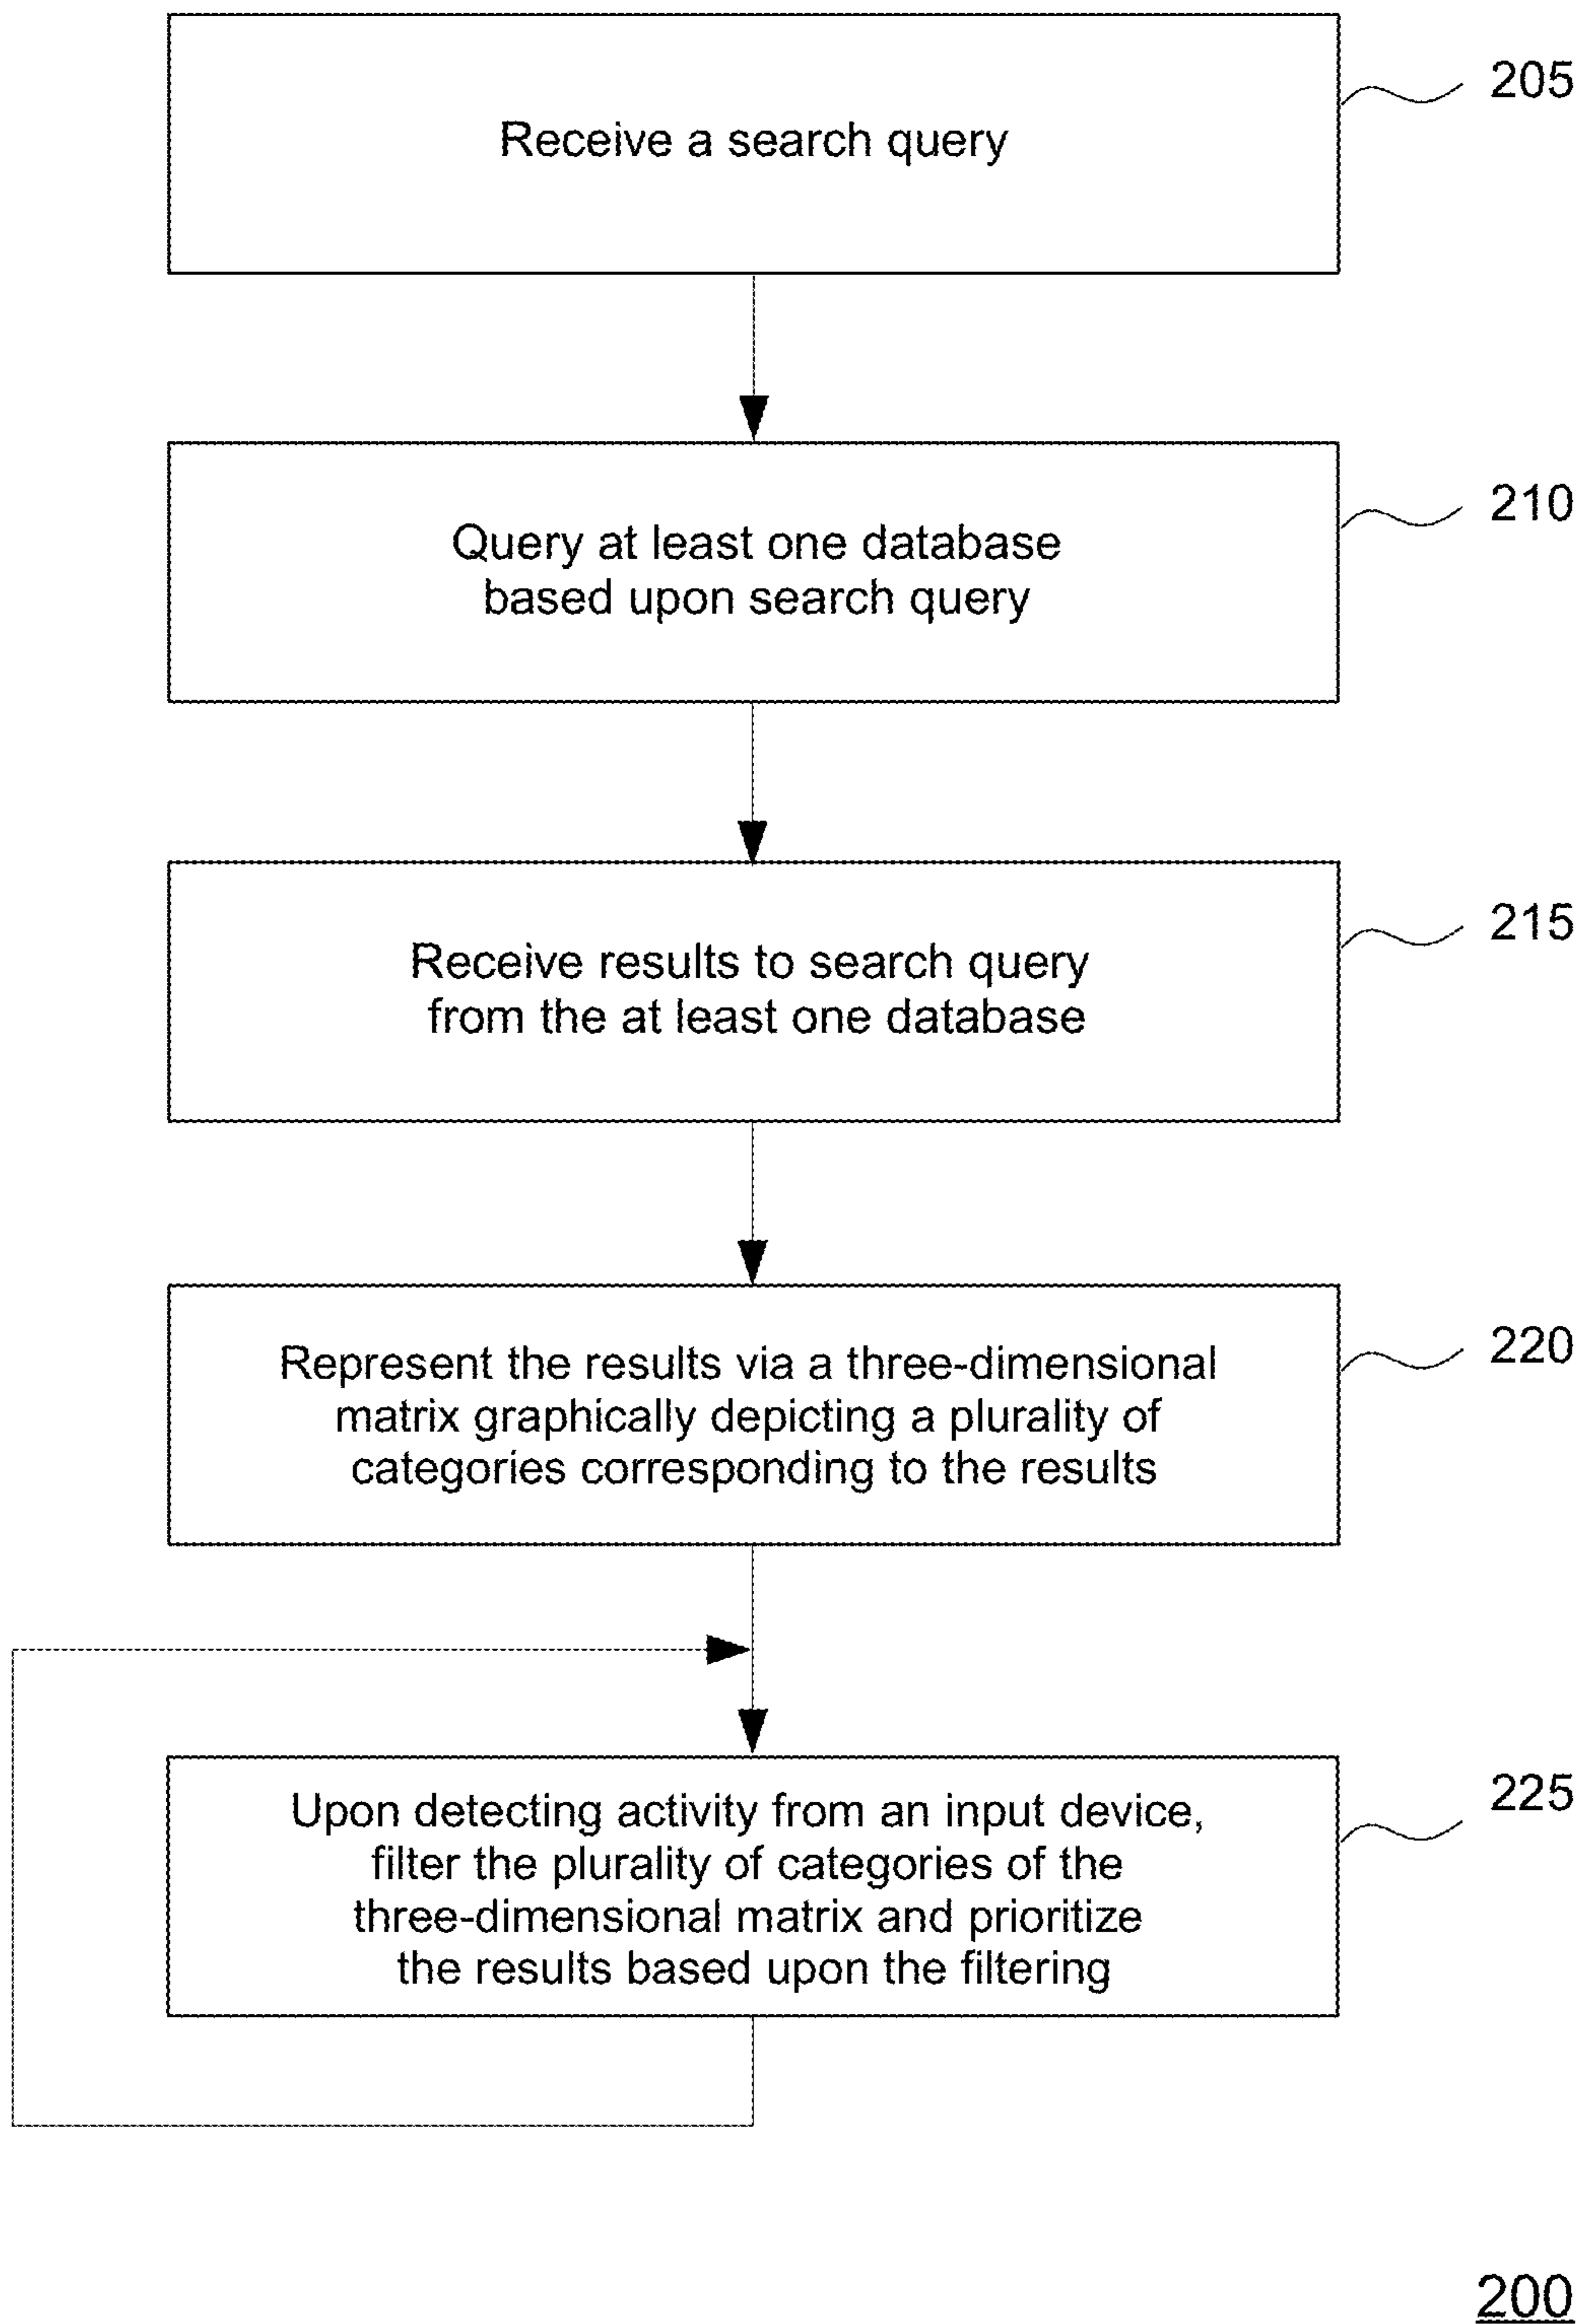 Receive a search query
205
Query at least one database
based upon search query
210
Receive results to search query
from the at least one database
215
Represent the results via a three-dimensional
matrix graphically depicting a plurality of
categories corresponding to the results
220
Upon detecting activity from an input device,
filter the plurality of categories of the
three-dimensional matrix and prioritize
the results based upon the filtering
225
200